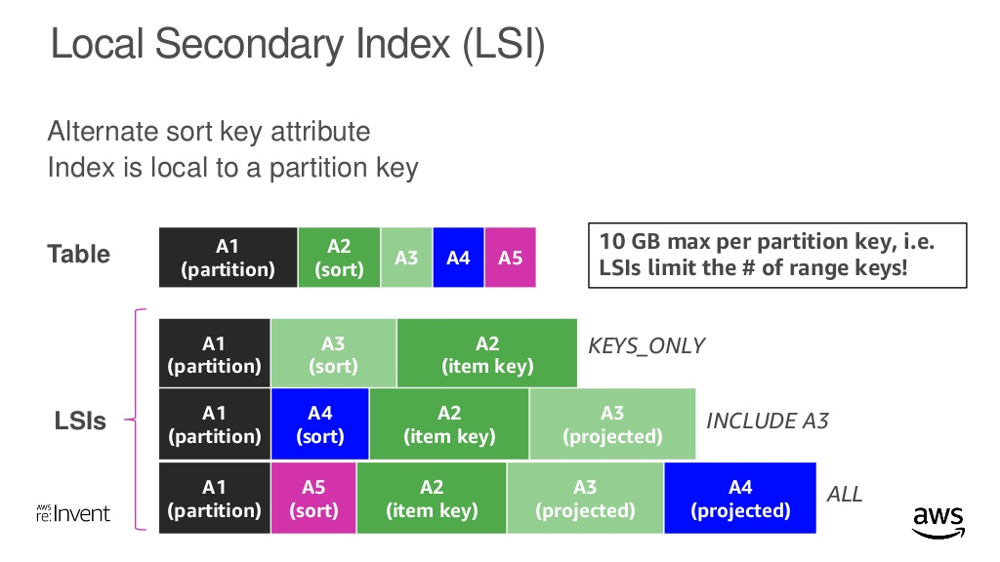 Local Secondary Index (LSI)
Alternate sort key attribute
Index is local to a partition key
Table
A1
(partition)
A2
(sort)
A3
A4
A5
10 GB max per partition key, i.e.
LSIs limit the # of range keys!
LSIs
A1
(partition)
A3
(sort)
A2
(item key)
KEYS_ONLY
A1
(partition)
A4
(sort)
A2
(item key)
A3
(projected)
INCLUDE A3
A1
(partition)
A5
(sort)
A2
(item key)
A3
(projected)
A4
(projected)
ALL
aws
re:Invent
aws